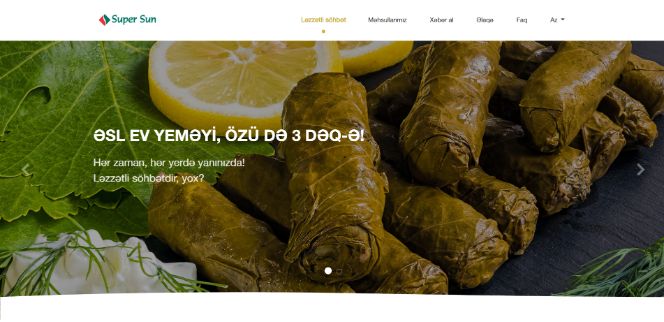 Super Sun
Ləzzətli söhbət
Məhsullarımız
Xəbər al
Əlaqə
Faq
Az
ƏSL EV YEMƏYİ, ÖZÜ DƏ 3 DƏQ-Ə!
Hər zaman, hər yerdə yanınızda!
Ləzzətli söhbətdir, yox?